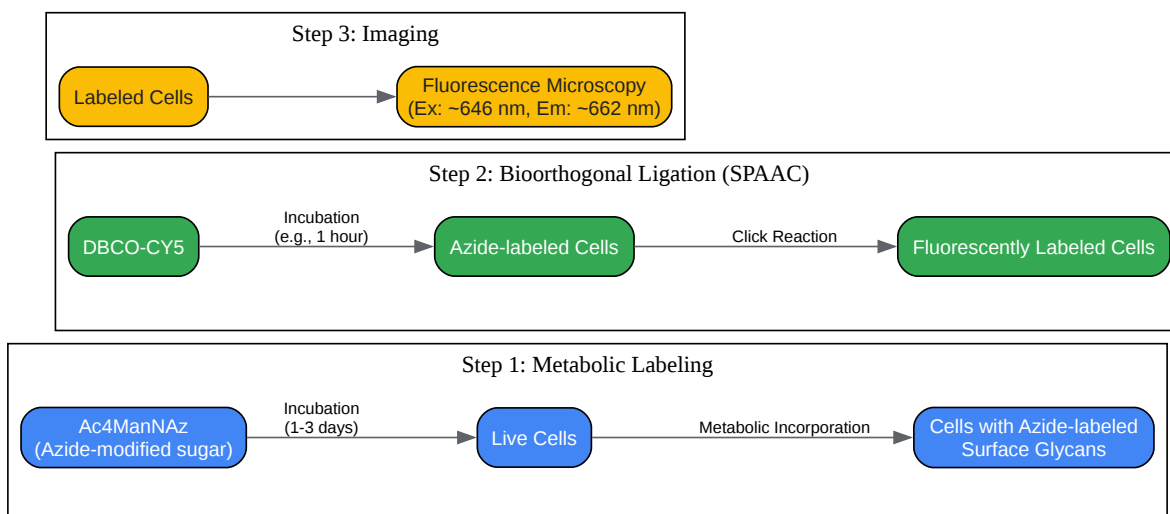 Step 3: Imaging
Labeled Cells
Fluorescence Microscopy
(Ex: ~646 nm, Em: ~662 nm)
Step 2: Bioorthogonal Ligation (SPAAC)
DBCO-CY5
Incubation
(e.g., 1 hour)
Azide-labeled Cells
Click Reaction
Fluorescently Labeled Cells
Step 1: Metabolic Labeling
Ac4ManNAz
(Azide-modified sugar)
Incubation
(1-3 days)
Live Cells
Metabolic Incorporation
Cells with Azide-labeled
Surface Glycans